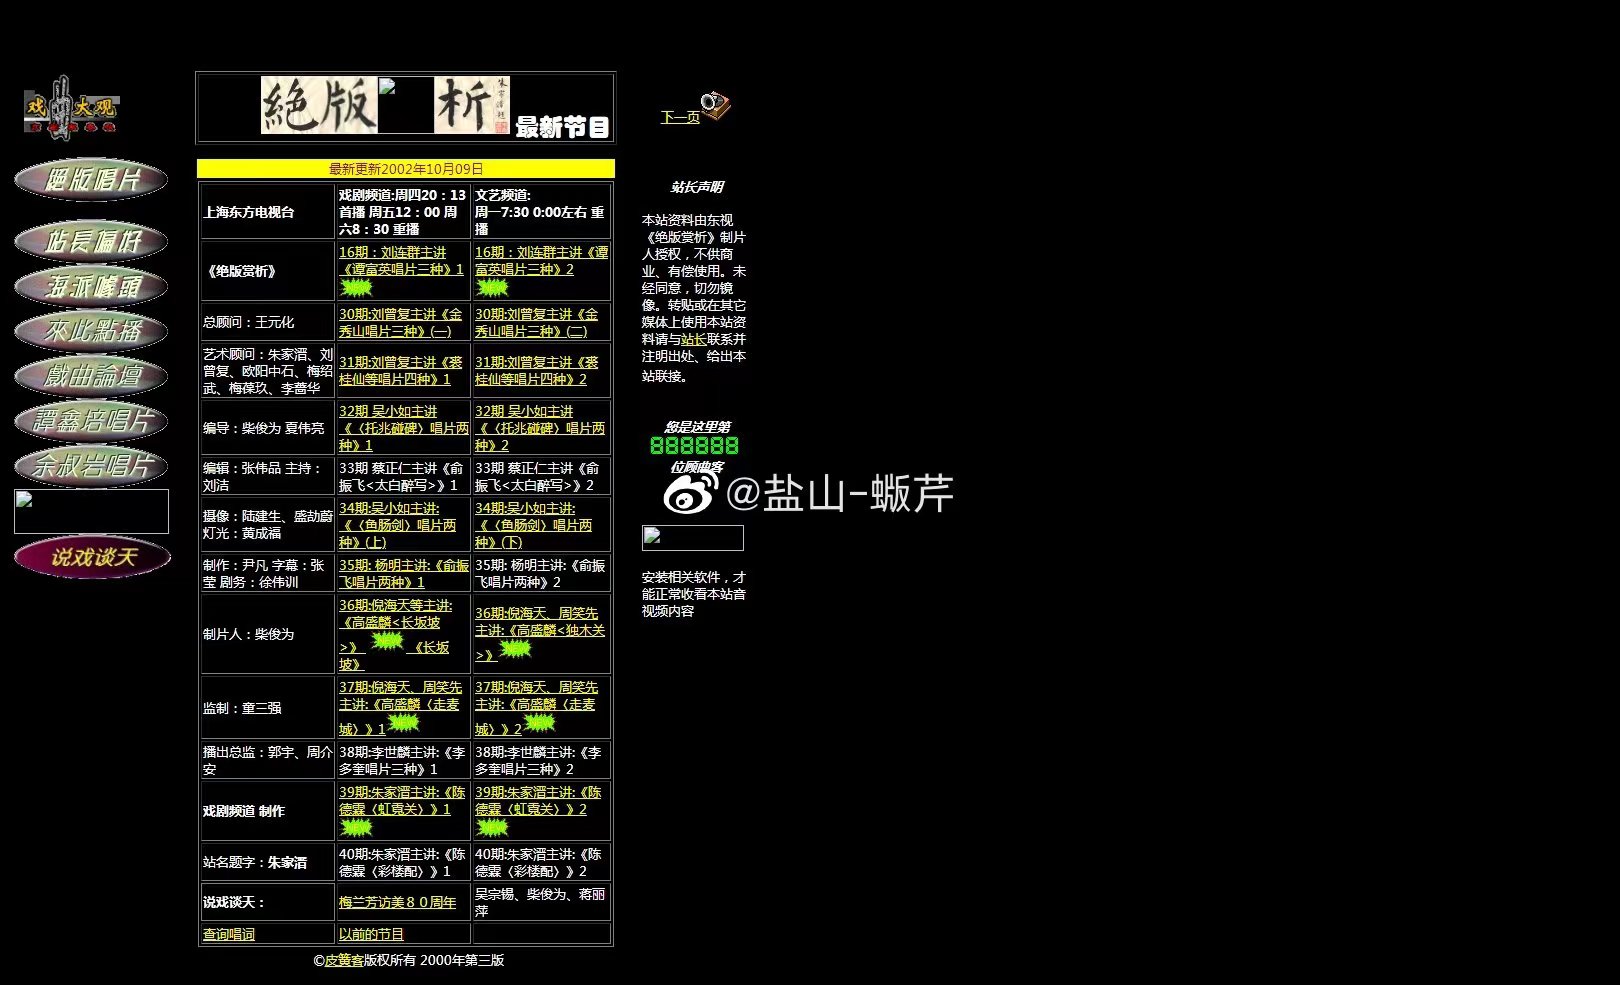 戏 大观
絕版唱片
站長偏好
海派噱頭
來此點播
戲曲論壇
譚鑫培唱片
余叔岩唱片
说戏谈天
絕版 析
朱家溍題
最新节目
最新更新2002年10月09日
上海东方电视台
戏剧频道:周四20：13
首播 周五12：00 周
六8：30 重播
文艺频道:
周一7:30 0:00左右 重
播
《绝版赏析》
16期：刘连群主讲
《谭富英唱片三种》1
NEW
16期：刘连群主讲《谭
富英唱片三种》2
NEW
总顾问：王元化
30期:刘曾复主讲《金
秀山唱片三种》(一)
30期:刘曾复主讲《金
秀山唱片三种》(二)
艺术顾问：朱家溍、刘
曾复、欧阳中石、梅绍
武、梅葆玖、李蔷华
31期:刘曾复主讲《裘
桂仙等唱片四种》1
31期:刘曾复主讲《裘
桂仙等唱片四种》2
编导：柴俊为 夏伟亮
32期 吴小如主讲
《〈托兆碰碑〉唱片两
种》1
32期 吴小如主讲
《〈托兆碰碑〉唱片两
种》2
编辑：张伟品 主持：
刘洁
33期 蔡正仁主讲《俞
振飞<太白醉写>》1
33期 蔡正仁主讲《俞
振飞<太白醉写>》2
摄像：陆建生、盛劼蔚
灯光：黄成福
34期:吴小如主讲:
《〈鱼肠剑〉唱片两
种》(上)
34期:吴小如主讲:
《〈鱼肠剑〉唱片两
种》(下)
制作：尹凡 字幕：张
莹 剧务：徐伟训
35期: 杨明主讲:《俞振
飞唱片两种》1
35期: 杨明主讲:《俞振
飞唱片两种》2
制片人：柴俊为
36期:倪海天等主讲:
《高盛麟<长坂坡
>》 NEW 《长坂
坡》
36期:倪海天、周笑先
主讲:《高盛麟<独木关
>》NEW
监制：童三强
37期:倪海天、周笑先
主讲:《高盛麟〈走麦
城〉》1NEW
37期:倪海天、周笑先
主讲:《高盛麟〈走麦
城〉》2NEW
播出总监：郭宇、周介
安
38期:李世麟主讲:《李
多奎唱片三种》1
38期:李世麟主讲:《李
多奎唱片三种》2
戏剧频道 制作
39期:朱家溍主讲:《陈
德霖〈虹霓关〉》1
NEW
39期:朱家溍主讲:《陈
德霖〈虹霓关〉》2
NEW
站名题字：朱家溍
40期:朱家溍主讲:《陈
德霖〈彩楼配〉》1
40期:朱家溍主讲:《陈
德霖〈彩楼配〉》2
说戏谈天：
梅兰芳访美８０周年
吴宗锡、柴俊为、蒋丽
萍
查询唱词
以前的节目
©皮簧客版权所有 2000年第三版
下一页
站长声明
本站资料由东视
《绝版赏析》制片
人授权，不供商
业、有偿使用。未
经同意，切勿镜
像。转贴或在其它
媒体上使用本站资
料请与站长联系并
注明出处、给出本
站联接。
您是这里第
888888
位顾曲客
@盐山-蝂芹
安装相关软件，才
能正常收看本站音
视频内容